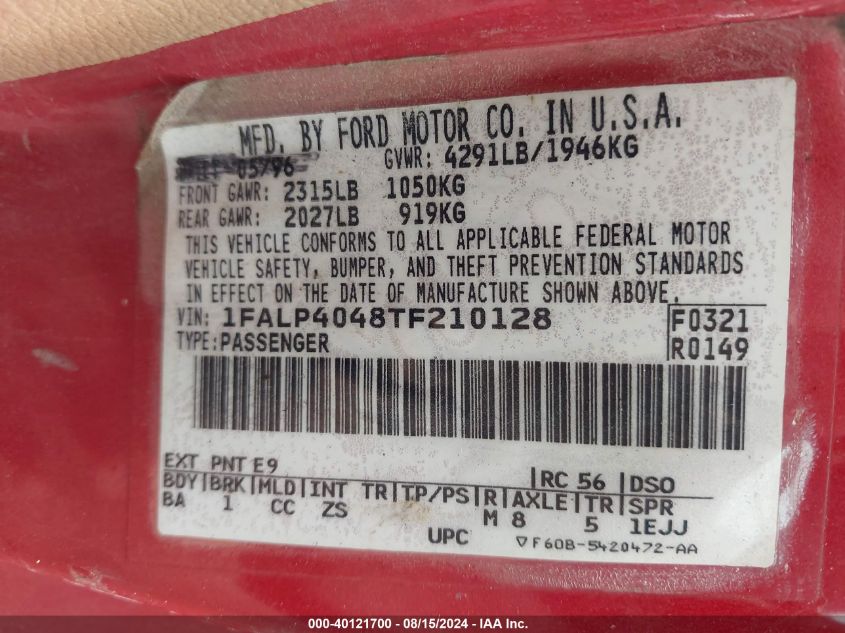 MFD. BY FORD MOTOR CO. IN U.S.A.
05/96 GVWR: 4291LB/1946KG
FRONT GAWR: 2315LB 1050KG
REAR GAWR: 2027LB 919KG
THIS VEHICLE CONFORMS TO ALL APPLICABLE FEDERAL MOTOR
VEHICLE SAFETY, BUMPER, AND THEFT PREVENTION STANDARDS
IN EFFECT ON THE DATE OF MANUFACTURE SHOWN ABOVE.
VIN: 1FALP4048TF210128 F0321
TYPE:PASSENGER R0149
EXT PNT E9 RC 56 DSO
BDY BRK MLD INT TR TP/PS R AXLE TR SPR
BA 1 CC ZS M 8 5 1EJJ
UPC ▽F60B-5420472-AA
000-40121700 - 08/15/2024 - IAA Inc.